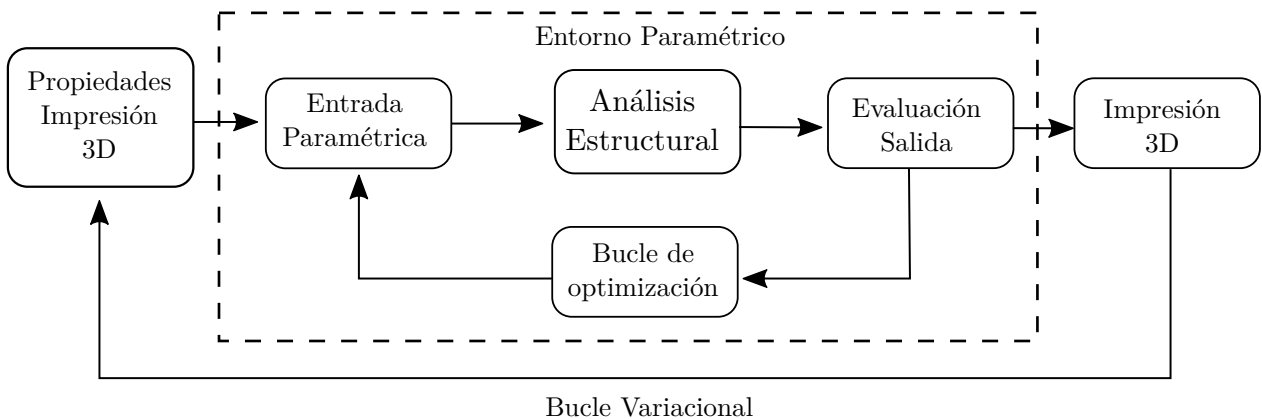 Entorno Paramétrico
Propiedades
Impresión
3D
Entrada
Paramétrica
Análisis
Estructural
Evaluación
Salida
Impresión
3D
Bucle de
optimización
Bucle Variacional